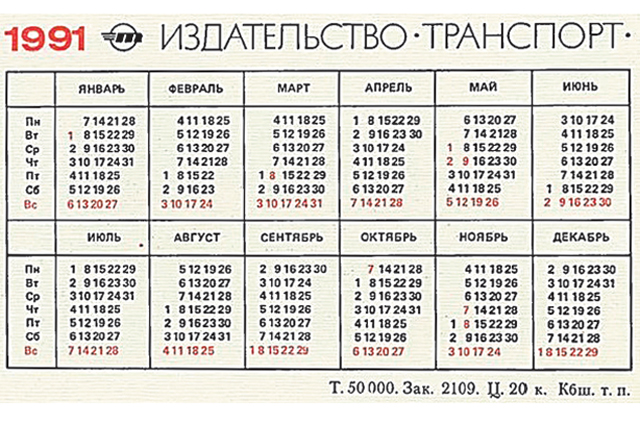 1991 ИЗДАТЕЛЬСТВО·ТРАНСПОРТ·
ЯНВАРЬ ФЕВРАЛЬ МАРТ АПРЕЛЬ МАЙ ИЮНЬ
Пн 7 14 21 28 4 11 18 25 4 11 18 25 1 8 15 22 29 6 13 20 27 3 10 17 24
Вт 1 8 15 22 29 5 12 19 26 5 12 19 26 2 9 16 23 30 7 14 21 28 4 11 18 25
Ср 2 9 16 23 30 6 13 20 27 6 13 20 27 3 10 17 24 1 8 15 22 29 5 12 19 26
Чт 3 10 17 24 31 7 14 21 28 7 14 21 28 4 11 18 25 2 9 16 23 30 6 13 20 27
Пт 4 11 18 25 1 8 15 22 1 8 15 22 29 5 12 19 26 3 10 17 24 31 7 14 21 28
Сб 5 12 19 26 2 9 16 23 2 9 16 23 30 6 13 20 27 4 11 18 25 1 8 15 22 29
Вс 6 13 20 27 3 10 17 24 3 10 17 24 31 7 14 21 28 5 12 19 26 2 9 16 23 30
ИЮЛЬ АВГУСТ СЕНТЯБРЬ ОКТЯБРЬ НОЯБРЬ ДЕКАБРЬ
Пн 1 8 15 22 29 5 12 19 26 2 9 16 23 30 7 14 21 28 4 11 18 25 2 9 16 23 30
Вт 2 9 16 23 30 6 13 20 27 3 10 17 24 1 8 15 22 29 5 12 19 26 3 10 17 24 31
Ср 3 10 17 24 31 7 14 21 28 4 11 18 25 2 9 16 23 30 6 13 20 27 4 11 18 25
Чт 4 11 18 25 1 8 15 22 29 5 12 19 26 3 10 17 24 31 7 14 21 28 5 12 19 26
Пт 5 12 19 26 2 9 16 23 30 6 13 20 27 4 11 18 25 1 8 15 22 29 6 13 20 27
Сб 6 13 20 27 3 10 17 24 31 7 14 21 28 5 12 19 26 2 9 16 23 30 7 14 21 28
Вс 7 14 21 28 4 11 18 25 1 8 15 22 29 6 13 20 27 3 10 17 24 1 8 15 22 29
Т. 50 000. Зак. 2109. Ц. 20 к. Кбш. т. п.